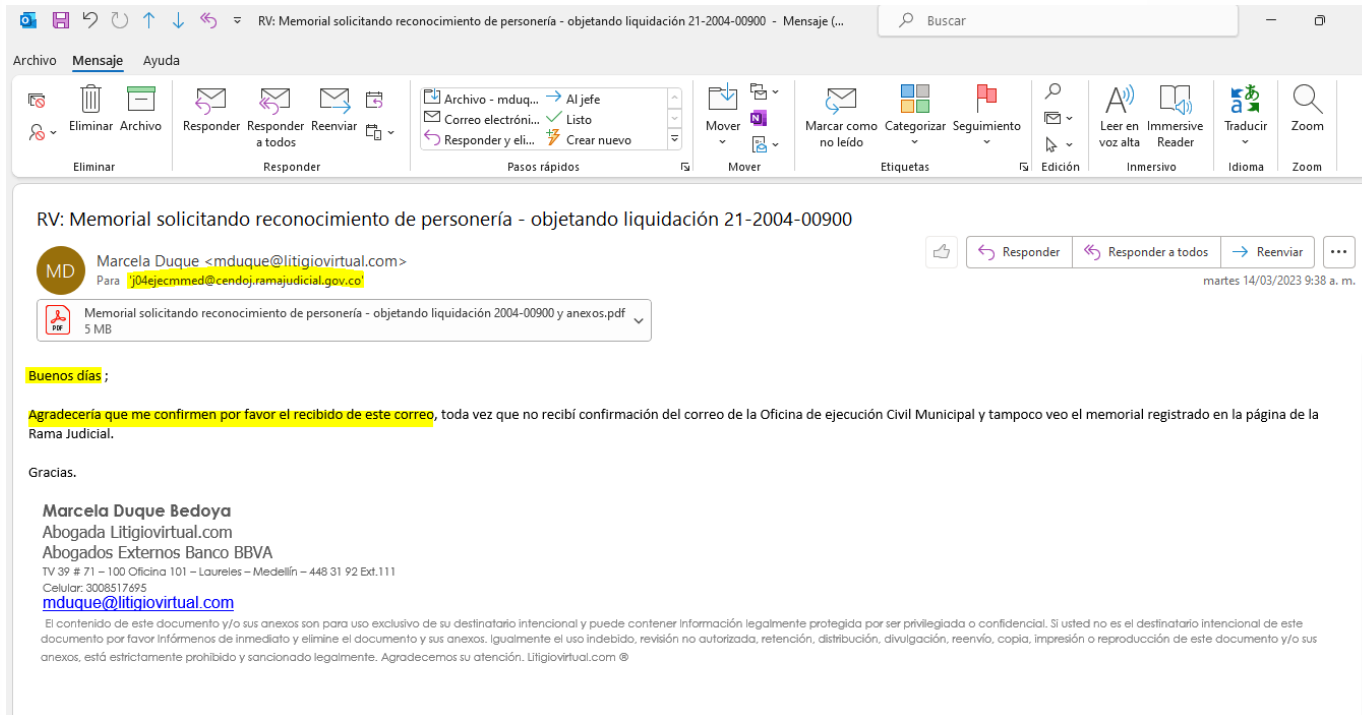 RV: Memorial solicitando reconocimiento de personería - objetando liquidación 21-2004-00900 - Mensaje (...
Buscar
Archivo Mensaje Ayuda
Eliminar Archivo
Responder Responder a todos Reenviar
Archivo - mduq... Al jefe
Correo electróni... Listo
Responder y eli... Crear nuevo
Mover
Marcar como no leído Categorizar Seguimiento
Leer en voz alta Immersive Reader
Traducir
Zoom
Eliminar Responder Pasos rápidos Mover Etiquetas Edición Inmersivo Idioma Zoom
RV: Memorial solicitando reconocimiento de personería - objetando liquidación 21-2004-00900
MD
Marcela Duque <mduque@litigiovirtual.com>
Para 'j04ejecmmed@cendoj.ramajudicial.gov.co'
Responder Responder a todos Reenviar
martes 14/03/2023 9:38 a. m.
PDF
Memorial solicitando reconocimiento de personería - objetando liquidación 2004-00900 y anexos.pdf
5 MB
Buenos días ;
Agradecería que me confirmen por favor el recibido de este correo, toda vez que no recibí confirmación del correo de la Oficina de ejecución Civil Municipal y tampoco veo el memorial registrado en la página de la
Rama Judicial.
Gracias.
Marcela Duque Bedoya
Abogada Litigiovirtual.com
Abogados Externos Banco BBVA
TV 39 # 71 – 100 Oficina 101 – Laureles – Medellín – 448 31 92 Ext.111
Celular: 3008517695
mduque@litigiovirtual.com
El contenido de este documento y/o sus anexos son para uso exclusivo de su destinatario intencional y puede contener Información legalmente protegida por ser privilegiada o confidencial. Si usted no es el destinatario intencional de este
documento por favor Infórmenos de inmediato y elimine el documento y sus anexos. Igualmente el uso indebido, revisión no autorizada, retención, distribución, divulgación, reenvío, copia, impresión o reproducción de este documento y/o sus
anexos, está estrictamente prohibido y sancionado legalmente. Agradecemos su atención. Litigiovirtual.com ®